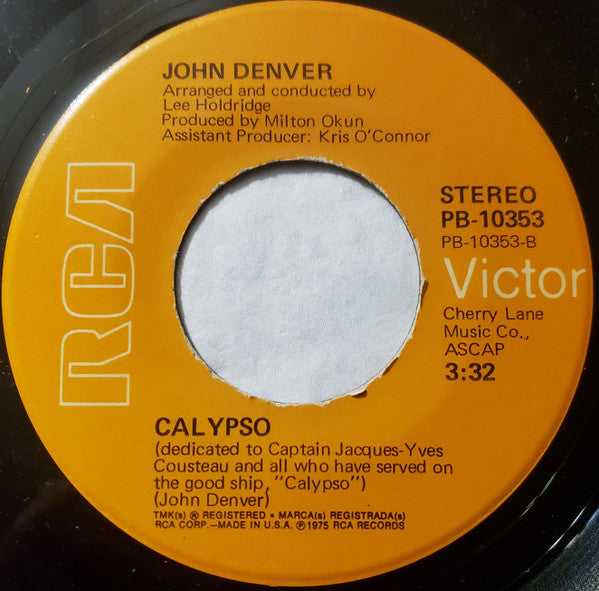 JOHN DENVER
Arranged and conducted by
Lee Holdridge
Produced by Milton Okun
Assistant Producer: Kris O'Connor
RCA
STEREO
PB-10353
PB-10353-B
Victor
Cherry Lane
Music Co.,
ASCAP
3:32
CALYPSO
(dedicated to Captain Jacques-Yves
Cousteau and all who have served on
the good ship, "Calypso")
(John Denver)
TMK(s) ® REGISTERED • MARCA(s) REGISTRADA(s)
RCA CORP.—MADE IN U.S.A. ℗1975 RCA RECORDS